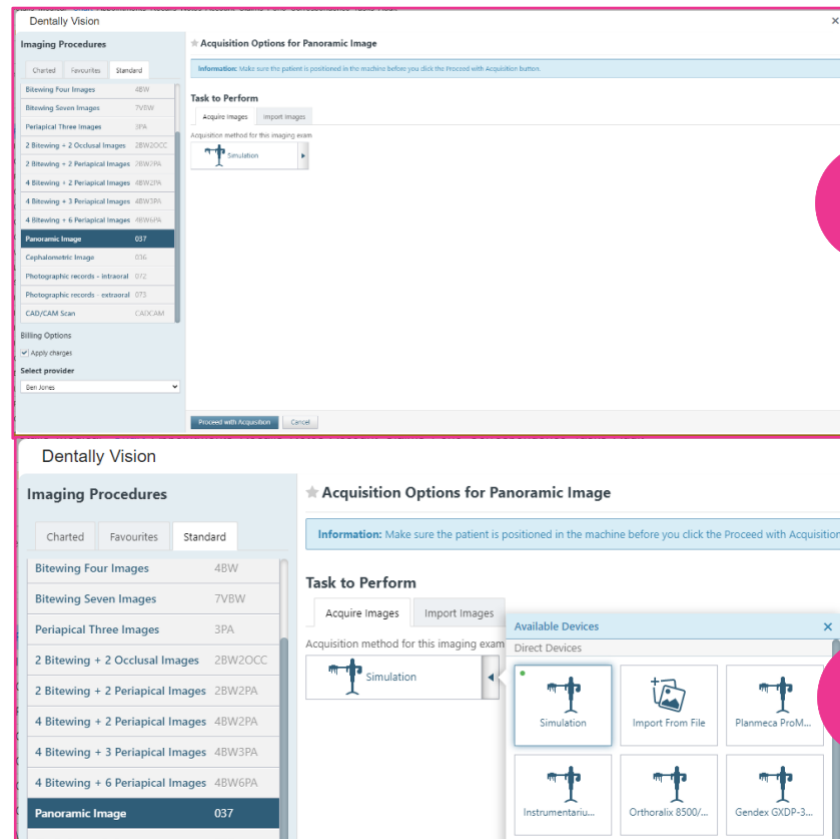 Dentally Vision
×
Imaging Procedures
Acquisition Options for Panoramic Image
Charted Favourites Standard
Information: Make sure the patient is positioned in the machine before you click the Proceed with Acquisition button.
Bitewing Four Images 4BW
Bitewing Seven Images 7VBW
Periapical Three Images 3PA
2 Bitewing + 2 Occlusal Images 2BW2OCC
2 Bitewing + 2 Periapical Images 2BW2PA
4 Bitewing + 2 Periapical Images 4BW2PA
4 Bitewing + 3 Periapical Images 4BW3PA
4 Bitewing + 6 Periapical Images 4BW6PA
Panoramic Image 037
Cephalometric Image 036
Photographic records - intraoral 072
Photographic records - extraoral 073
CAD/CAM Scan CADCAM
Billing Options
Apply charges
Select provider
Ben Jones
Task to Perform
Acquire Images Import Images
Acquisition method for this imaging exam
Simulation
Proceed with Acquisition Cancel
Dentally Vision
Imaging Procedures
Acquisition Options for Panoramic Image
Charted Favourites Standard
Information: Make sure the patient is positioned in the machine before you click the Proceed with Acquisition
Bitewing Four Images 4BW
Bitewing Seven Images 7VBW
Periapical Three Images 3PA
2 Bitewing + 2 Occlusal Images 2BW2OCC
2 Bitewing + 2 Periapical Images 2BW2PA
4 Bitewing + 2 Periapical Images 4BW2PA
4 Bitewing + 3 Periapical Images 4BW3PA
4 Bitewing + 6 Periapical Images 4BW6PA
Panoramic Image 037
Task to Perform
Acquire Images Import Images
Acquisition method for this imaging exam
Simulation
Available Devices ×
Direct Devices
Simulation Import From File Planmeca ProM...
Instrumentariu... Orthoralix 8500/... Gendex GXDP-3...